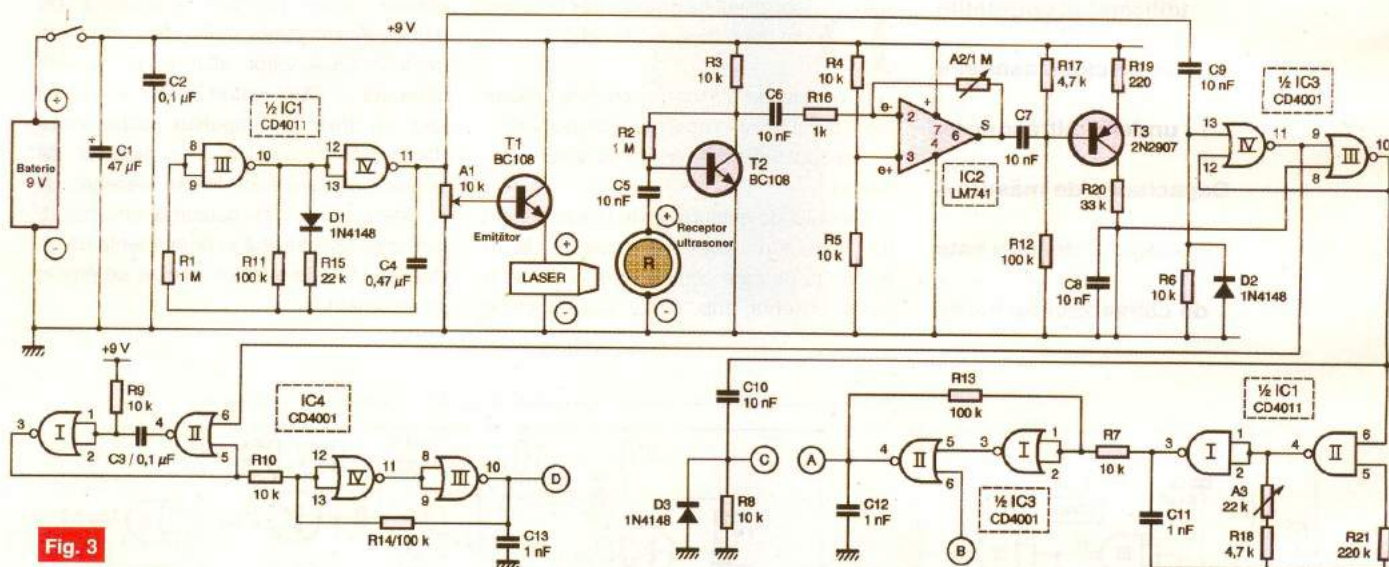 +9 V
Baterie
9 V
C1
47 µF
C2
0,1 µF
½ IC1
CD4011
8
9
III
10
12
13
IV
11
R1
1 M
R11
100 k
D1
1N4148
R15
22 k
C4
0,47 µF
A1
10 k
T1
BC108
Emițător
LASER
R2
1 M
C5
10 nF
Receptor
ultrasonor
R
R3
10 k
C6
10 nF
T2
BC108
R16
1k
R4
10 k
R5
10 k
A2/1 M
e-
2
e+
3
+
6
4
-
S
IC2
LM741
C7
10 nF
R17
4,7 k
R12
100 k
R19
220
T3
2N2907
R20
33 k
C8
10 nF
C9
10 nF
R6
10 k
D2
1N4148
½ IC3
CD4001
13
12
IV
11
9
8
III
10
+9 V
R9
10 k
3
I
1
2
C3 / 0,1 µF
4
II
6
5
IC4
CD4001
R10
10 k
12
13
IV
11
8
9
III
10
D
R14/100 k
C13
1 nF
C10
10 nF
C
D3
1N4148
R8
10 k
A
C12
1 nF
R13
100 k
4
II
5
6
3
I
1
2
½ IC3
CD4001
B
R7
10 k
C11
1 nF
½ IC1
CD4011
3
I
1
2
4
II
6
5
A3
22 k
R18
4,7 k
R21
220 k
Fig. 3